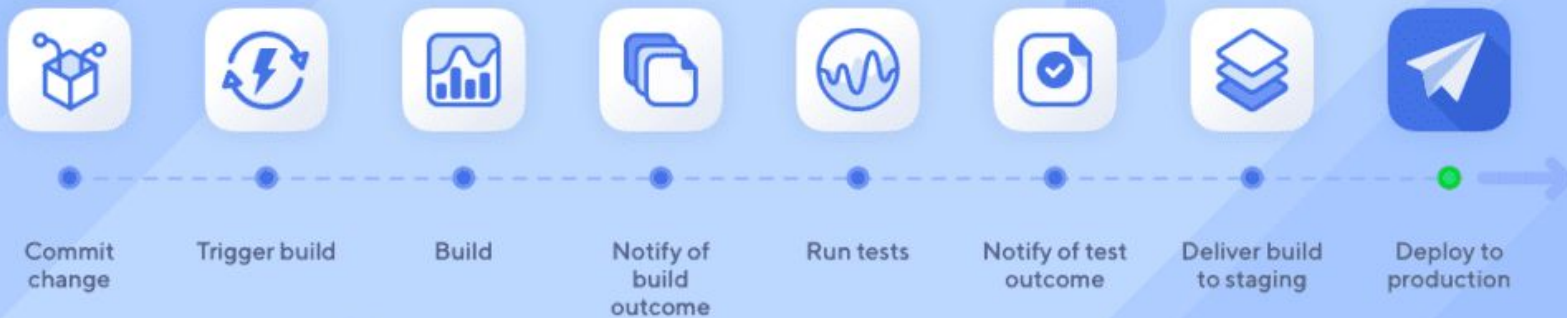 Commit
change
Trigger build
Build
Notify of
build
outcome
Run tests
Notify of test
outcome
Deliver build
to staging
Deploy to
production